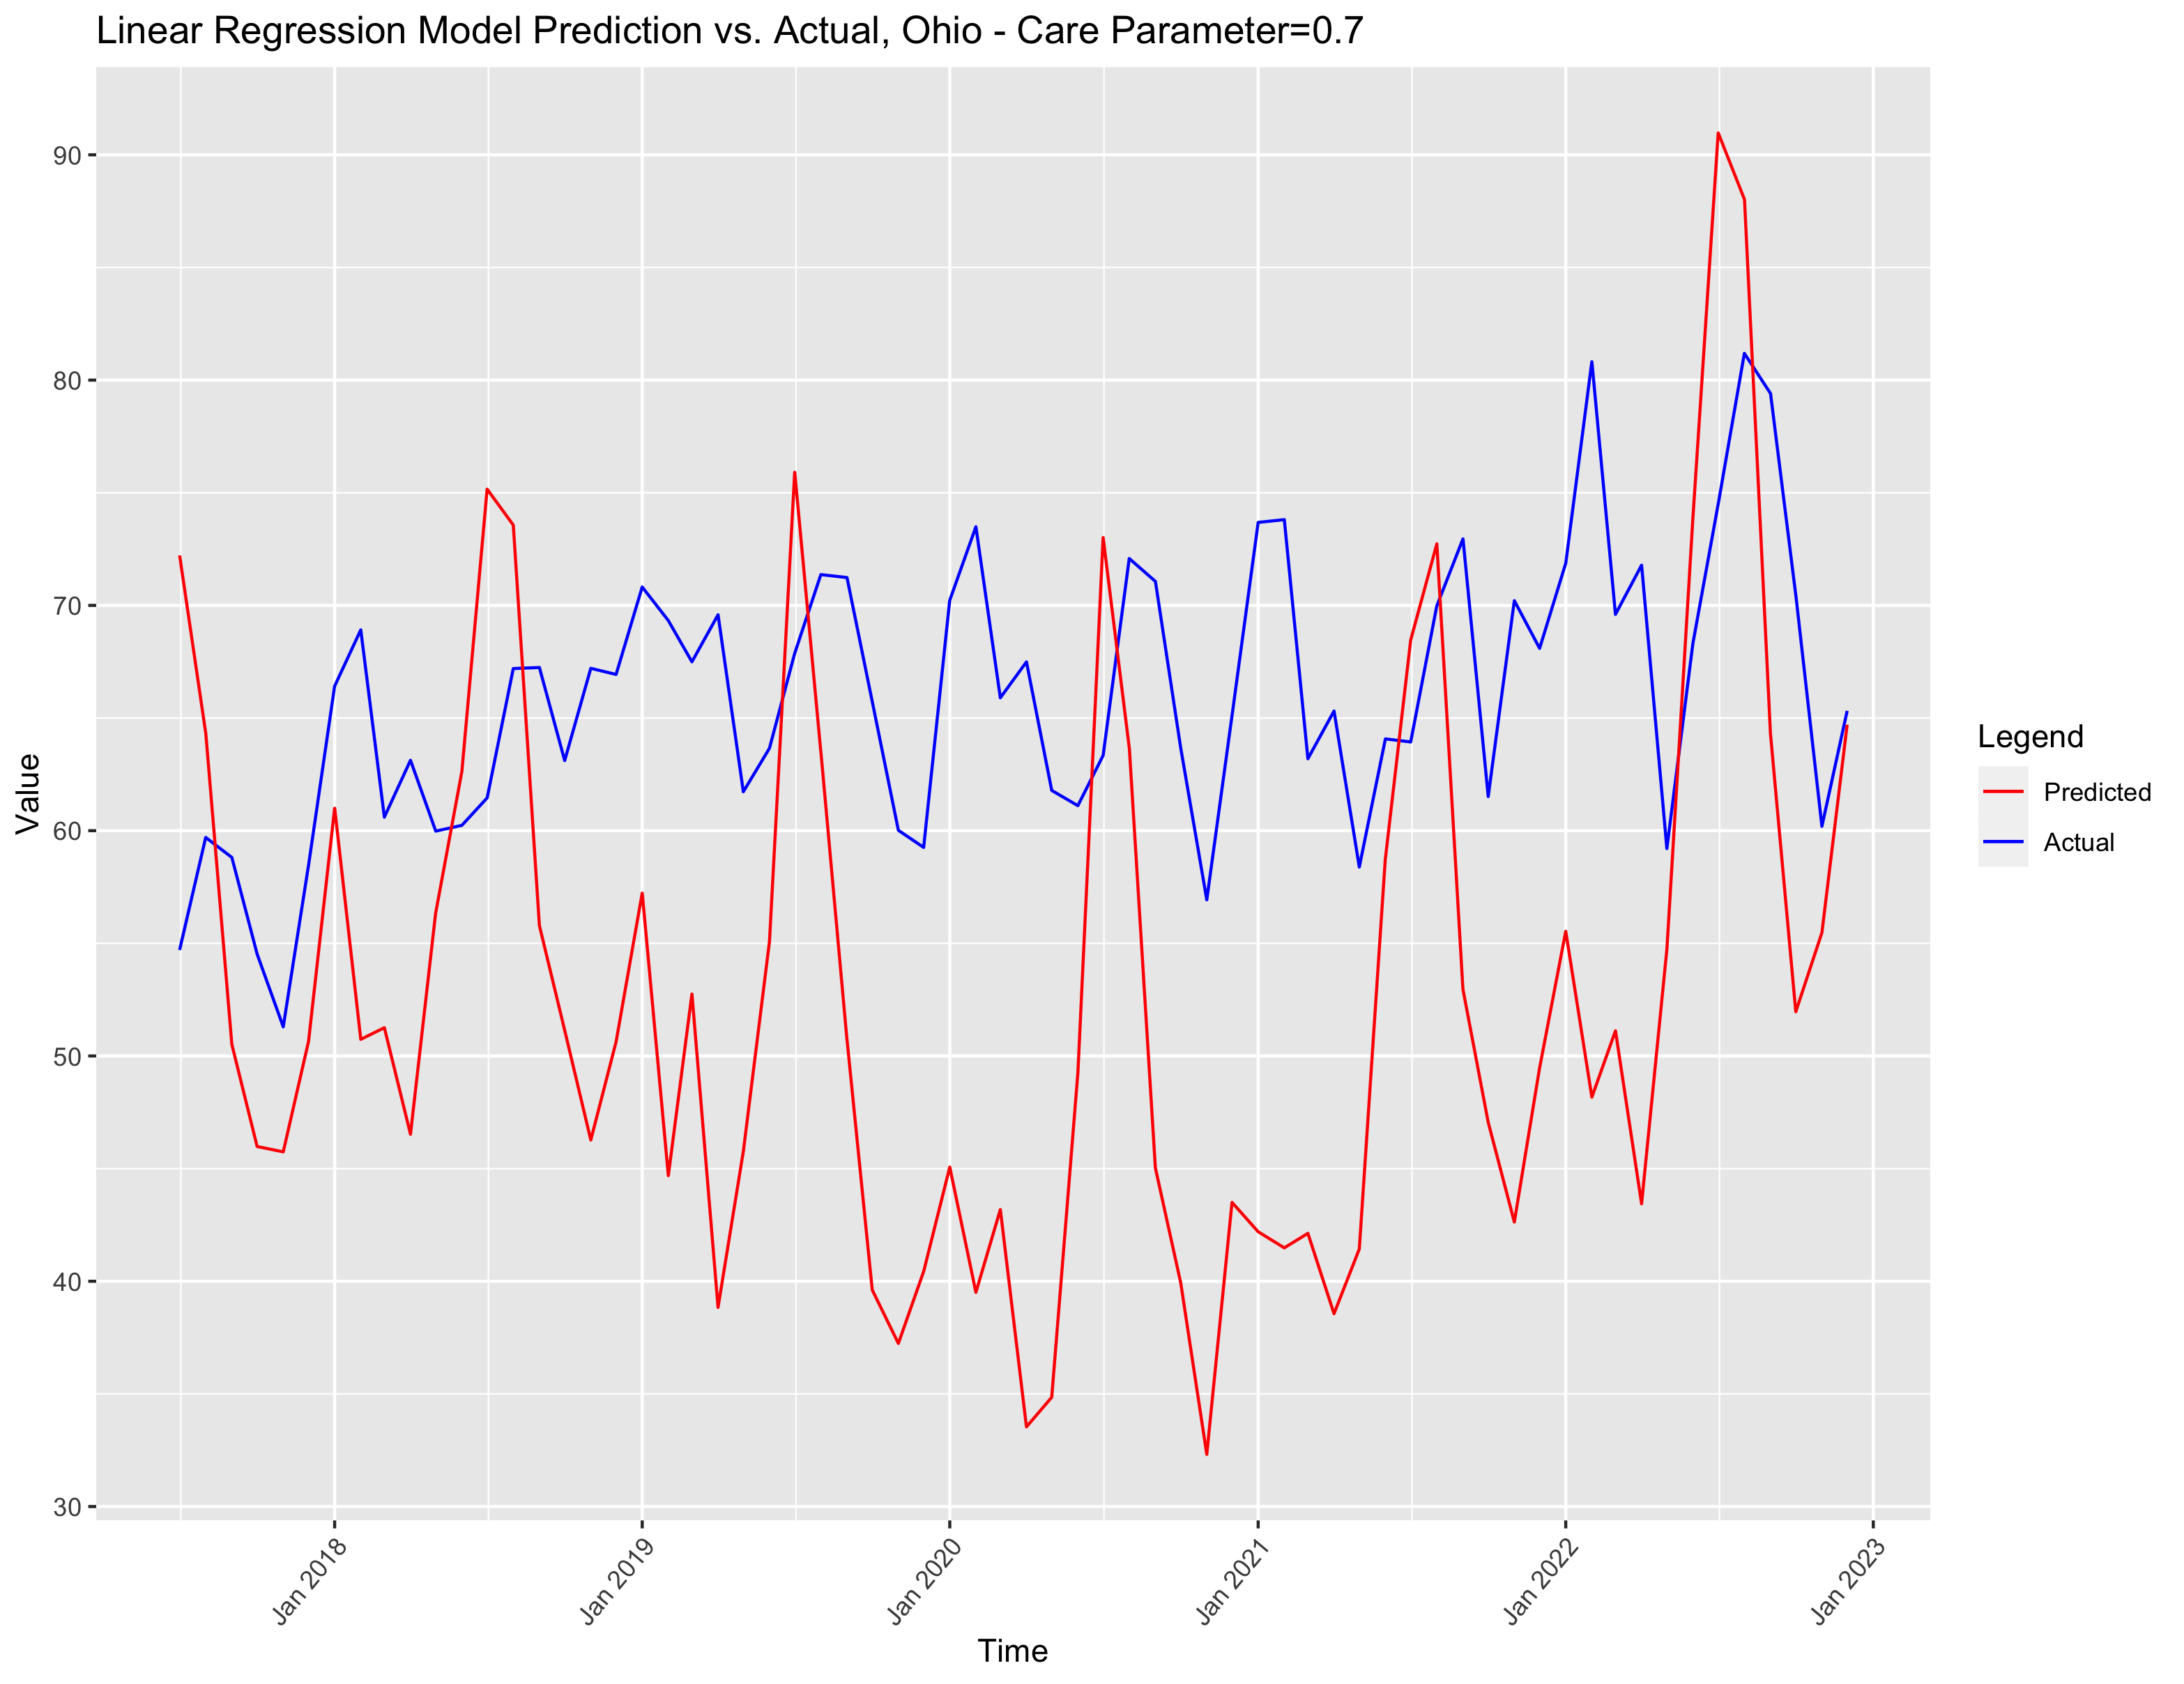 Linear Regression Model Prediction vs. Actual, Ohio - Care Parameter=0.7
90
80
70
60
50
40
30
Value
Jan 2018
Jan 2019
Jan 2020
Jan 2021
Jan 2022
Jan 2023
Time
Legend
Predicted
Actual